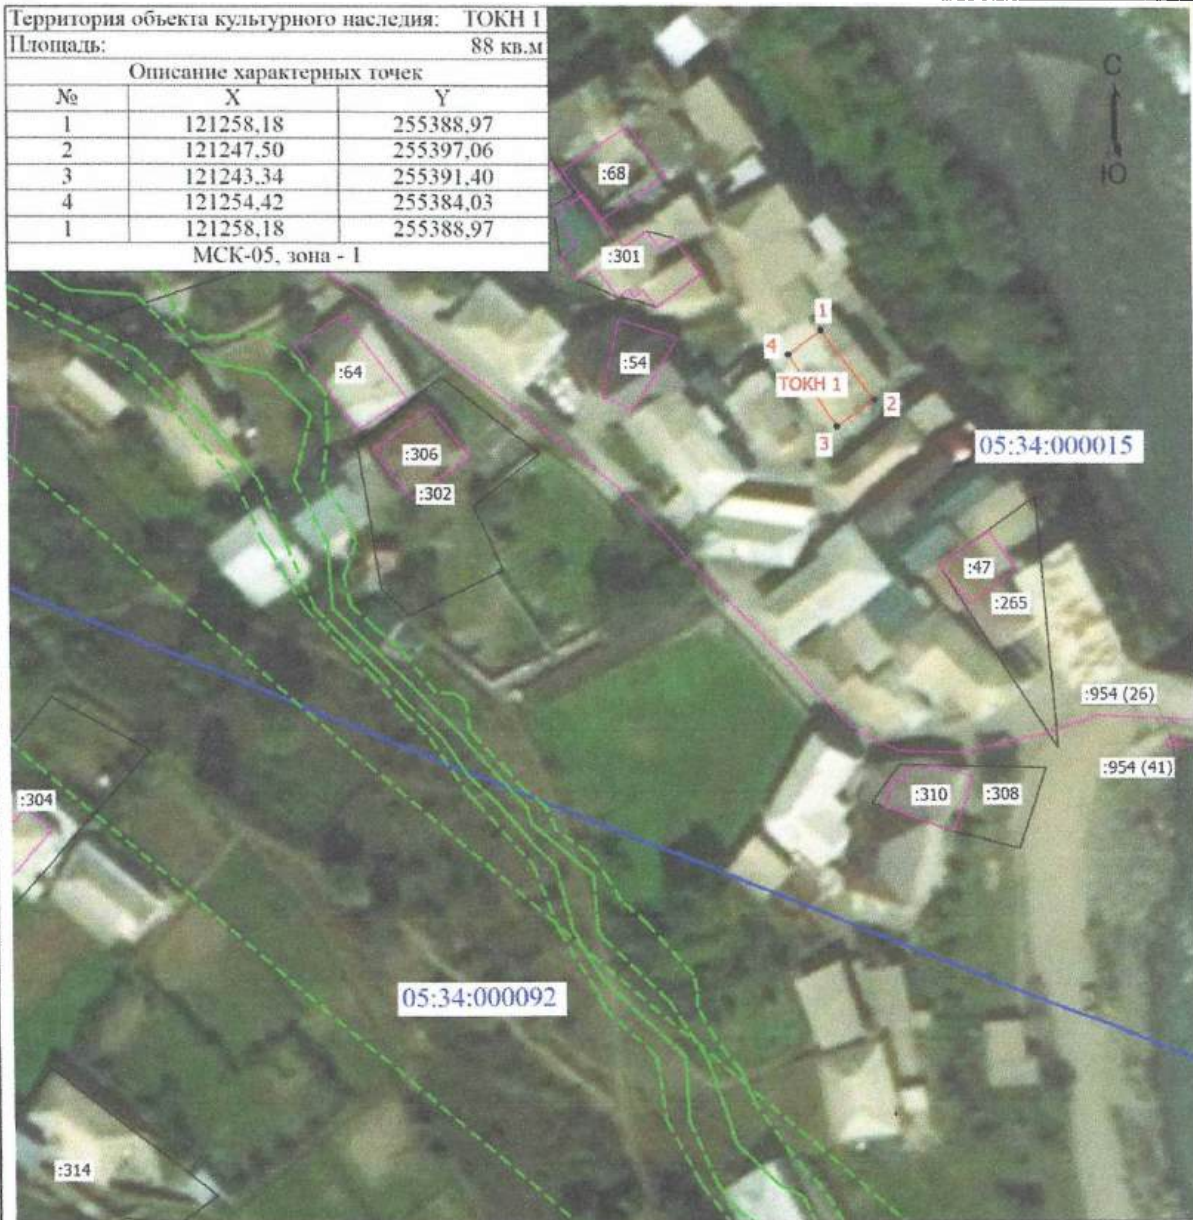 Территория объекта культурного наследия: ТОКН 1
Площадь: 88 кв.м
Описание характерных точек
№ X Y
1 121258,18 255388,97
2 121247,50 255397,06
3 121243,34 255391,40
4 121254,42 255384,03
1 121258,18 255388,97
МСК-05, зона - 1
С
Ю
:68
:301
1
:54
4
:64
ТОКН 1
2
3
05:34:000015
:306
:302
:47
:265
:954 (26)
:954 (41)
:310
:308
:304
05:34:000092
:314